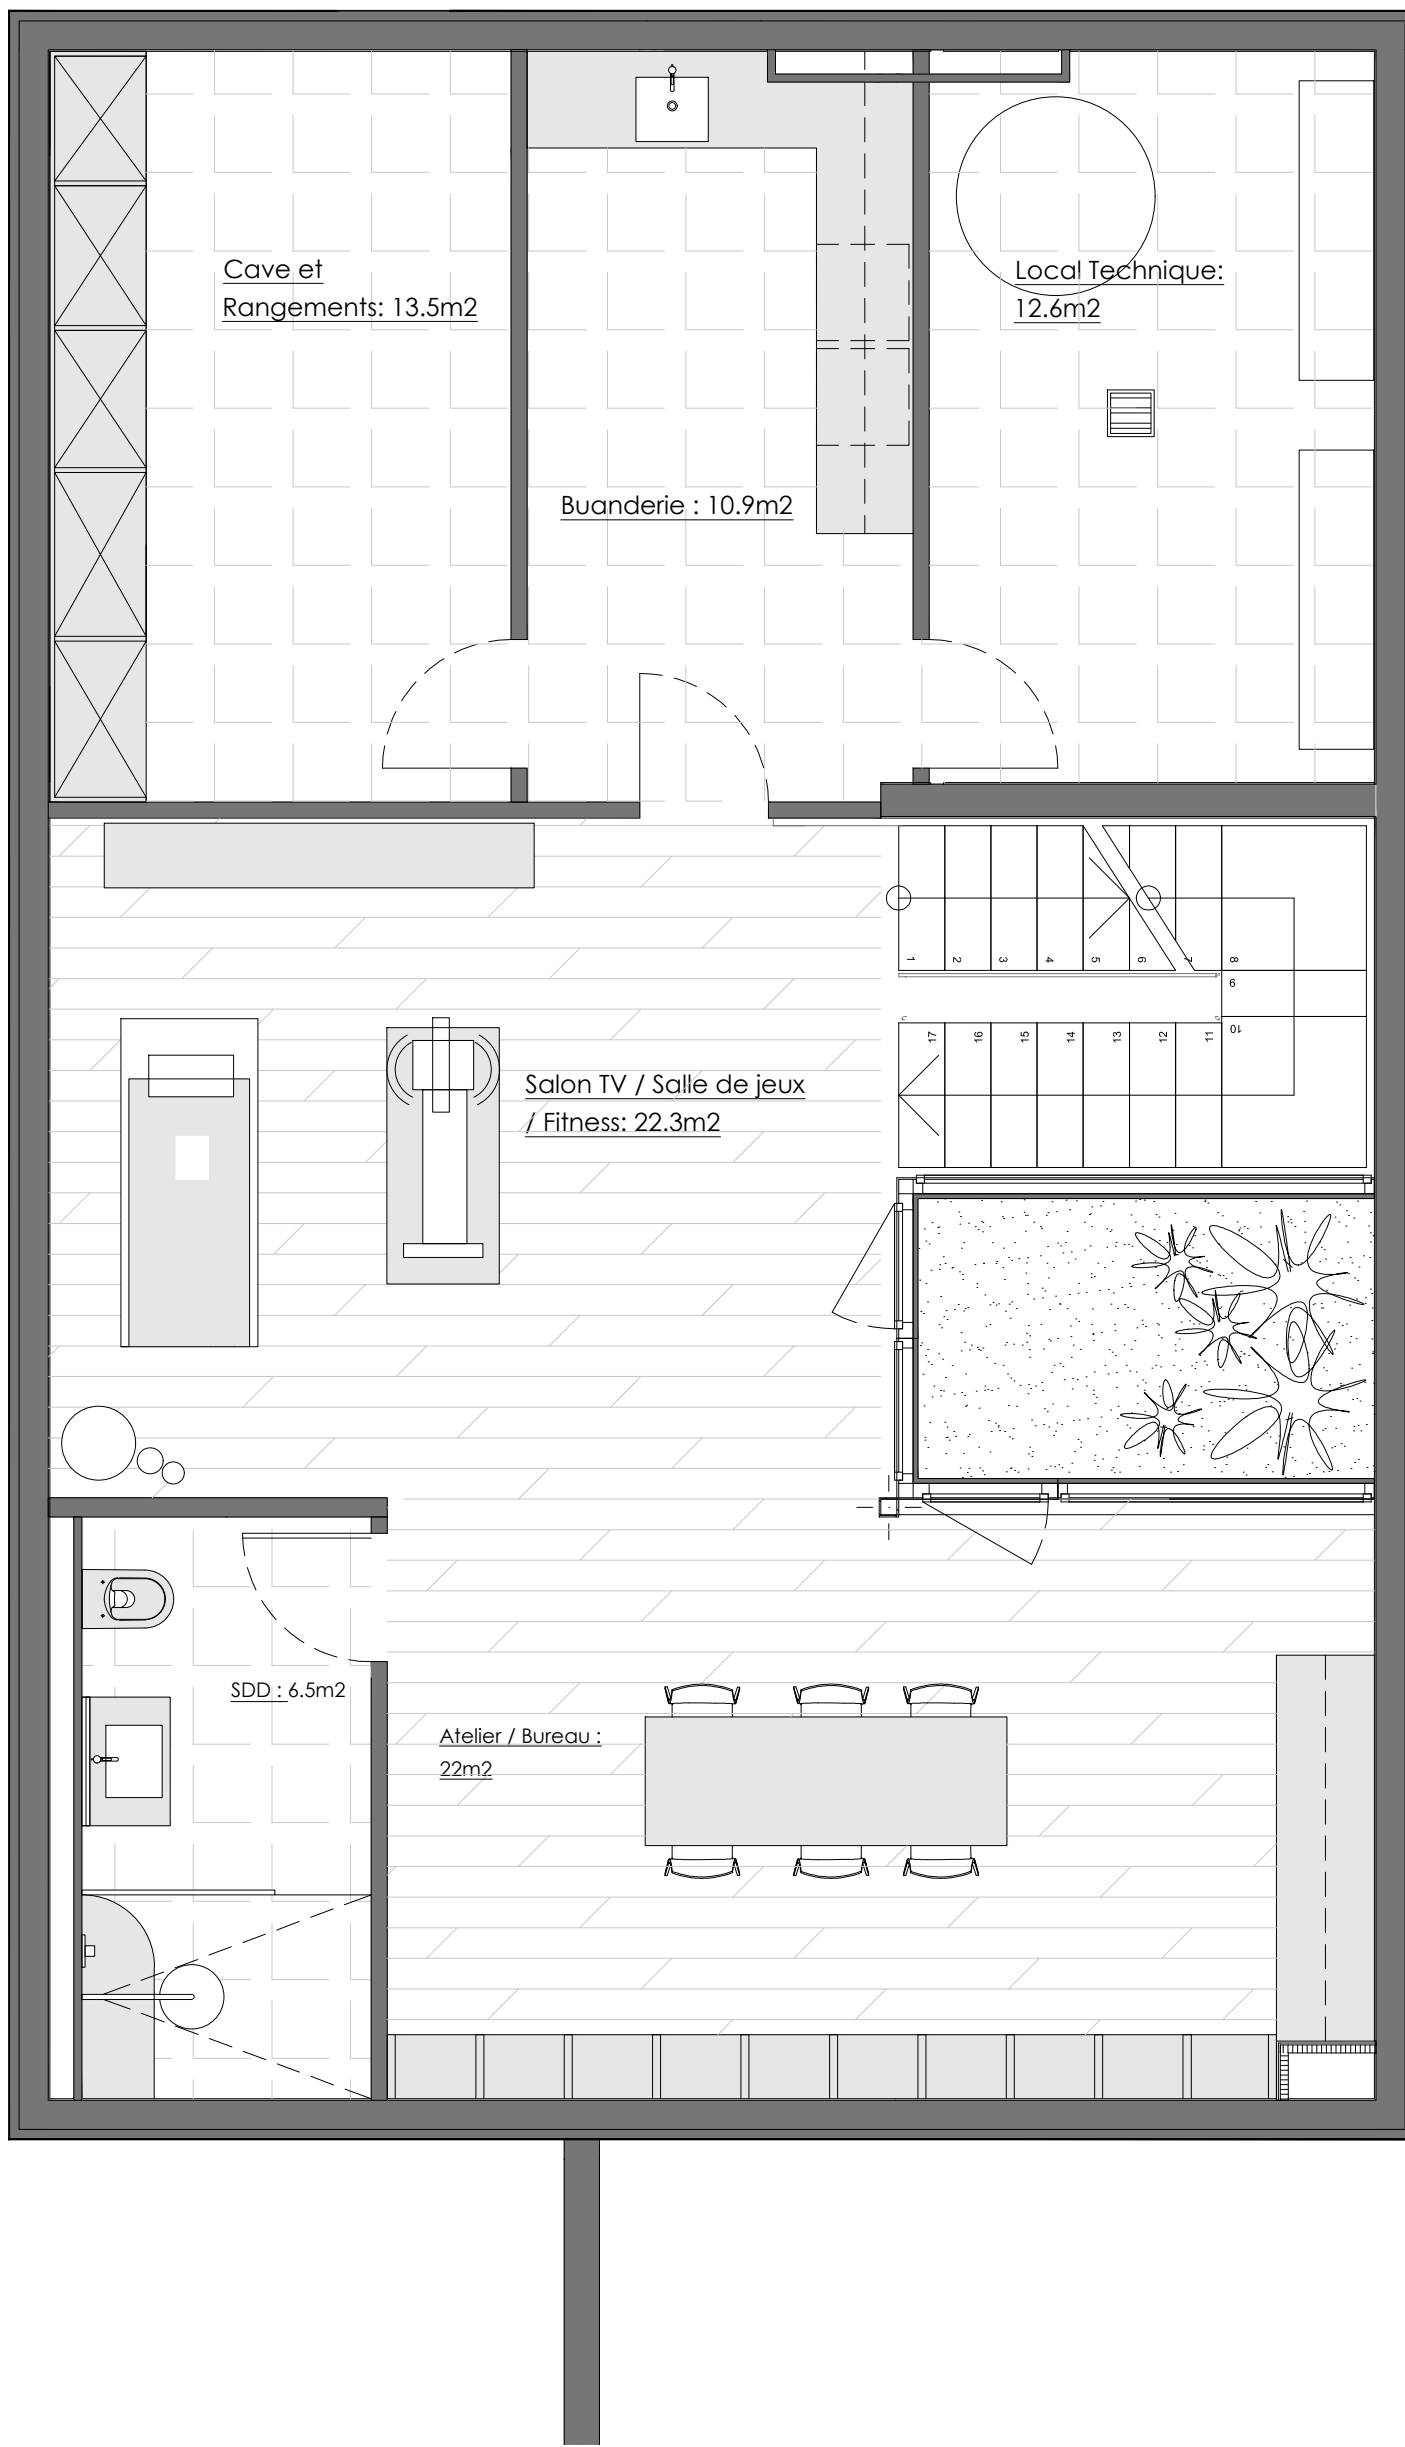 Cave et
Rangements: 13.5m2
Local Technique:
12.6m2
Buanderie : 10.9m2
1 2 3 4 5 6 7 8
9
10
17 16 15 14 13 12 11
Salon TV / Salle de jeux
/ Fitness: 22.3m2
SDD : 6.5m2
Atelier / Bureau :
22m2